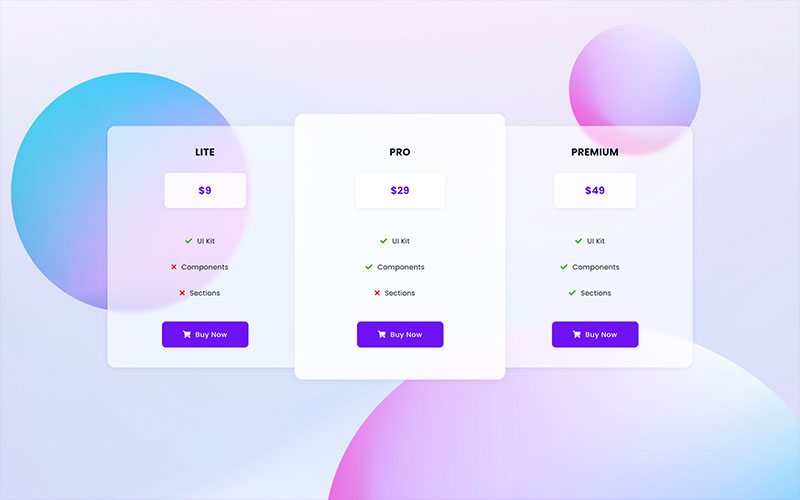 LITE
$9
UI Kit
Components
Sections
Buy Now
PRO
$29
UI Kit
Components
Sections
Buy Now
PREMIUM
$49
UI Kit
Components
Sections
Buy Now